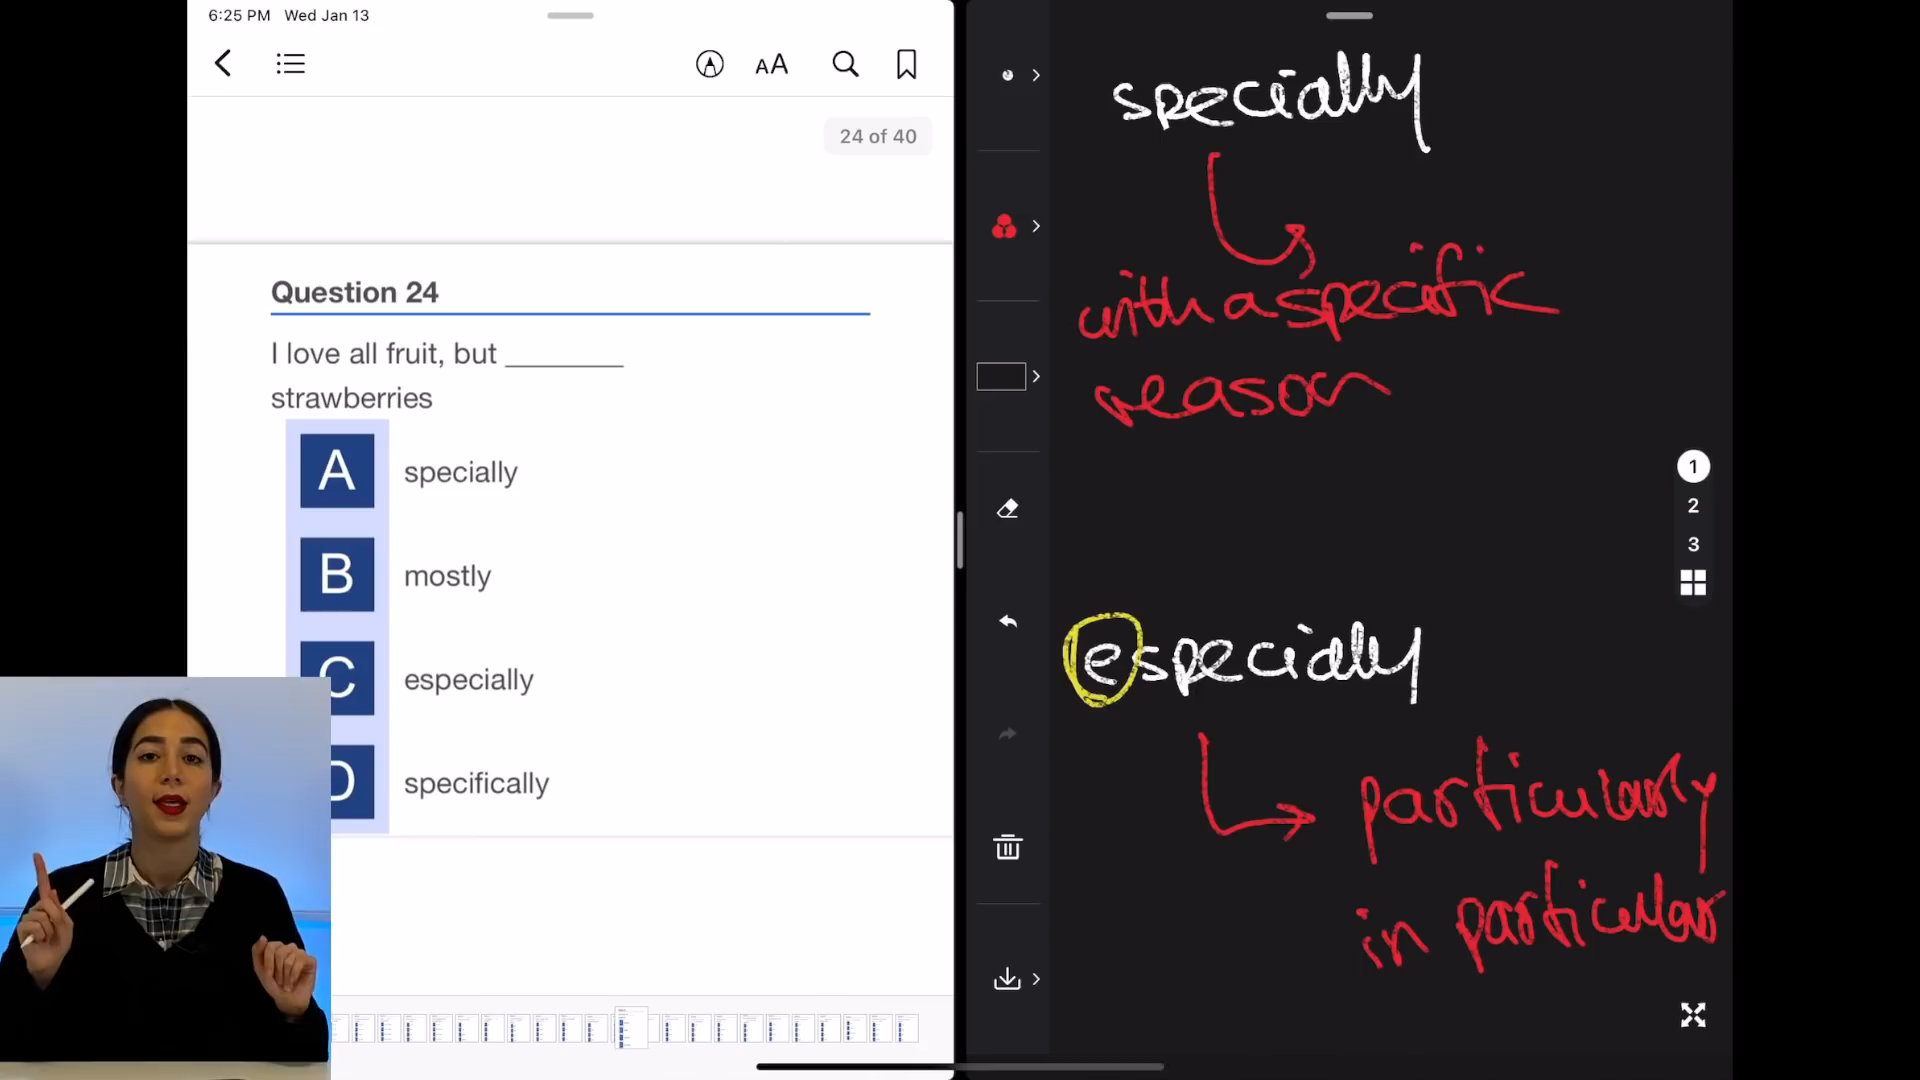 6:25 PM Wed Jan 13
AA
24 of 40
Question 24
I love all fruit, but ________
strawberries
A specially
B mostly
C especially
D specifically
specially
with a specific
reason
1
2
3
especially
particularly
in particular